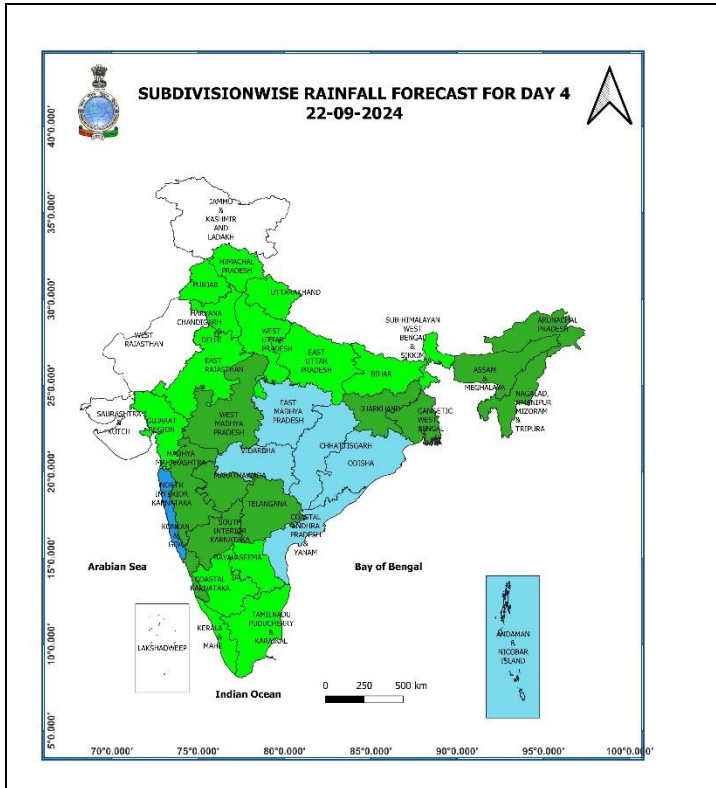 SUBDIVISIONWISE RAINFALL FORECAST FOR DAY 4
22-09-2024
JAMMU
&
KASHMIR
AND
LADAKH
HIMACHAL
PRADESH
PUNJAB
UTTARAKHAND
HARYANA
CHANDIGARH
&
DELHI
WEST
RAJASTHAN
WEST
UTTAR
PRADESH
SUB-HIMALAYAN
WEST
BENGAL
&
SIKKIM
ARUNACHAL
PRADESH
EAST
RAJASTHAN
EAST
UTTAR
PRADESH
BIHAR
ASSAM
&
MEGHALAYA
NAGALAD,
MANIPUR
MIZORAM
&
TRIPURA
SAURASHTRA
&
KUTCH
GUJARAT
REGION
WEST
MADHYA
PRADESH
EAST
MADHYA
PRADESH
JHARKHAND
GANGETIC
WEST
BENGAL
CHHATTISGARH
VIDARBHA
ODISHA
MADHYA
MAHARASHTRA
MARATHAWADA
NORTH
INTERIOR
KARNATAKA
TELANGANA
KONKAN
&
GOA
SOUTH
INTERIOR
KARNATAKA
COASTAL
ANDHRA
PRADESH
&
YANAM
RAYALASEEMA
Arabian Sea
Bay of Bengal
COASTAL
KARNATAKA
TAMILNADU
PUDUCHERRY
&
KARAIKAL
KERALA
&
MAHE
LAKSHADWEEP
ANDAMAN
&
NICOBAR
ISLAND
Indian Ocean
0 250 500 km
40°0.000'
35°0.000'
30°0.000'
25°0.000'
20°0.000'
15°0.000'
10°0.000'
5°0.000'
70°0.000' 75°0.000' 80°0.000' 85°0.000' 90°0.000' 95°0.000' 100°0.000'